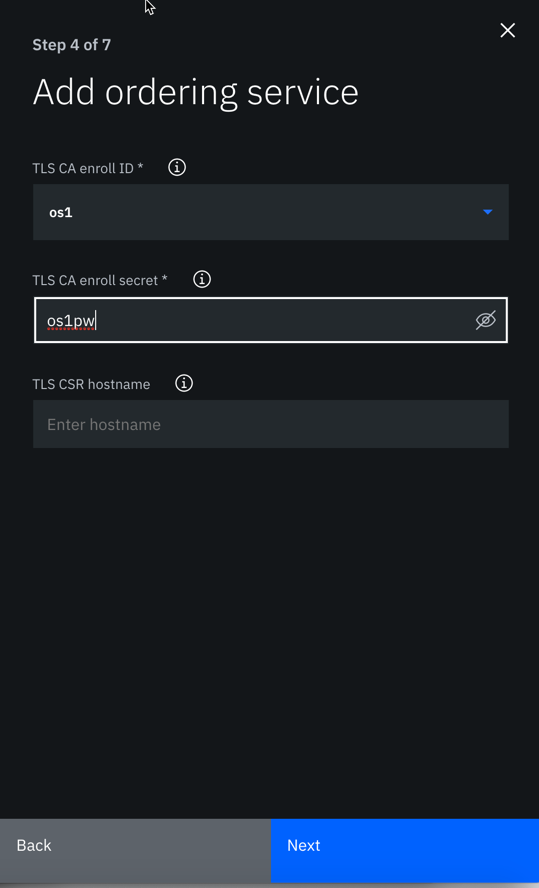 Step 4 of 7
Add ordering service
TLS CA enroll ID *
os1
TLS CA enroll secret *
os1pw
TLS CSR hostname
Enter hostname
Back
Next